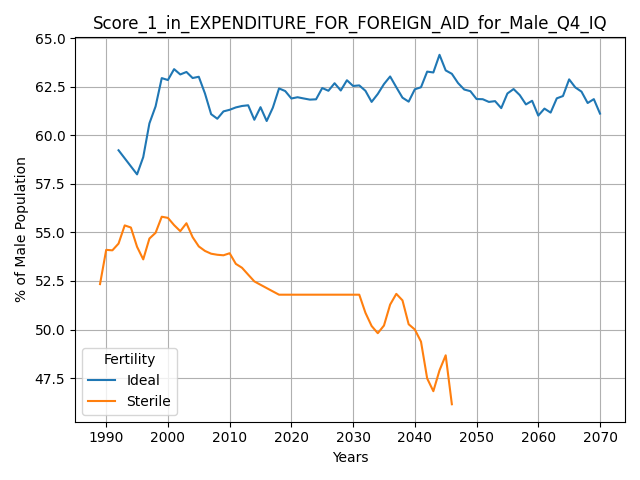 Score_1_in_EXPENDITURE_FOR_FOREIGN_AID_for_Male_Q4_IQ
65.0
62.5
60.0
57.5
55.0
52.5
50.0
47.5
% of Male Population
Fertility
Ideal
Sterile
1990 2000 2010 2020 2030 2040 2050 2060 2070
Years